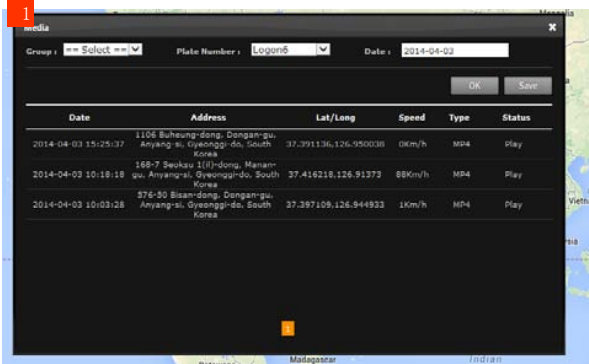 1
Media
Group : == Select == Plate Number : Logon6 Date : 2014-04-03
OK Save
Date Address Lat/Long Speed Type Status
1106 Buheung-dong, Dongan-gu,
2014-04-03 15:25:37 Anyang-si, Gyeonggi-do, South 37.391136,126.950038 0Km/h MP4 Play
Korea
168-7 Seoksu 1(il)-dong, Manan-
2014-04-03 10:18:18 gu, Anyang-si, Gyeonggi-do, South 37.416218,126.91373 88Km/h MP4 Play
Korea
576-50 Bisan-dong, Dongan-gu,
2014-04-03 10:03:28 Anyang-si, Gyeonggi-do, South 37.397109,126.944933 1Km/h MP4 Play
Korea
1
Vietn
Madagascar
Indian